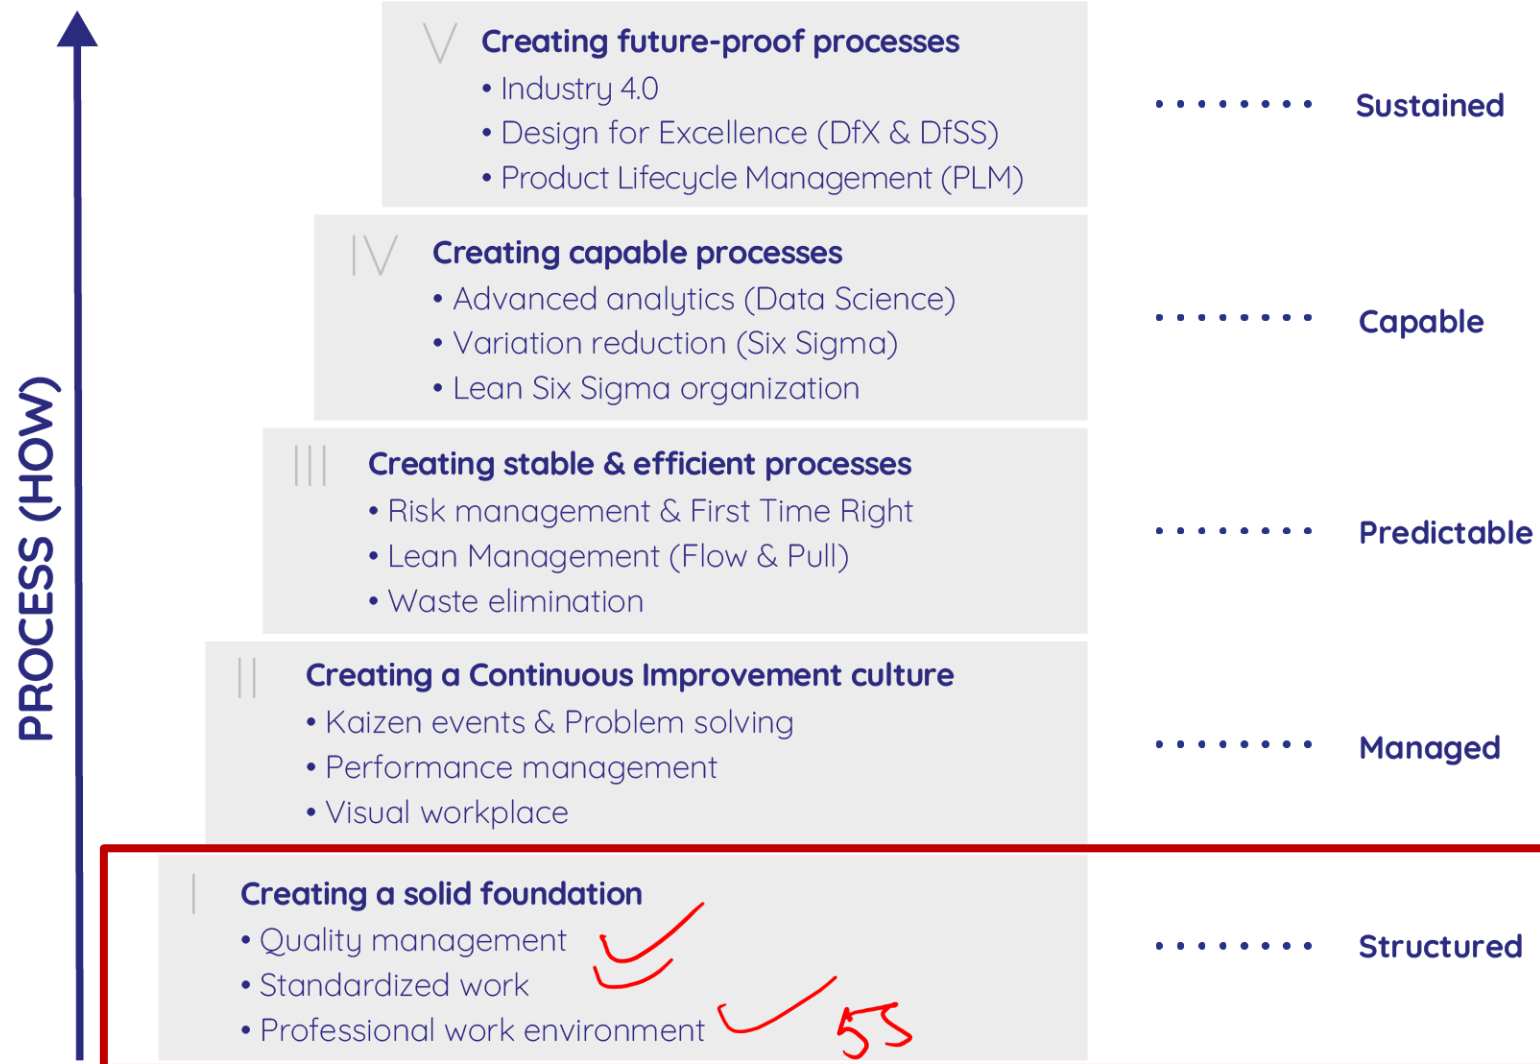 PROCESS (HOW)
V Creating future-proof processes
• Industry 4.0
• Design for Excellence (DfX & DfSS)
• Product Lifecycle Management (PLM)
Sustained
IV Creating capable processes
• Advanced analytics (Data Science)
• Variation reduction (Six Sigma)
• Lean Six Sigma organization
Capable
III Creating stable & efficient processes
• Risk management & First Time Right
• Lean Management (Flow & Pull)
• Waste elimination
Predictable
II Creating a Continuous Improvement culture
• Kaizen events & Problem solving
• Performance management
• Visual workplace
Managed
I Creating a solid foundation
• Quality management
• Standardized work
• Professional work environment 5S
Structured